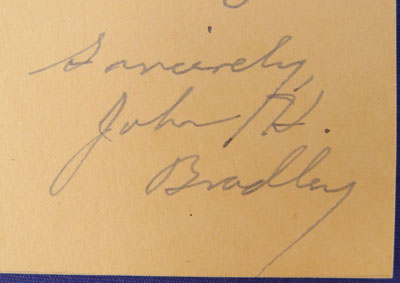 Sincerely,
John H.
Bradley